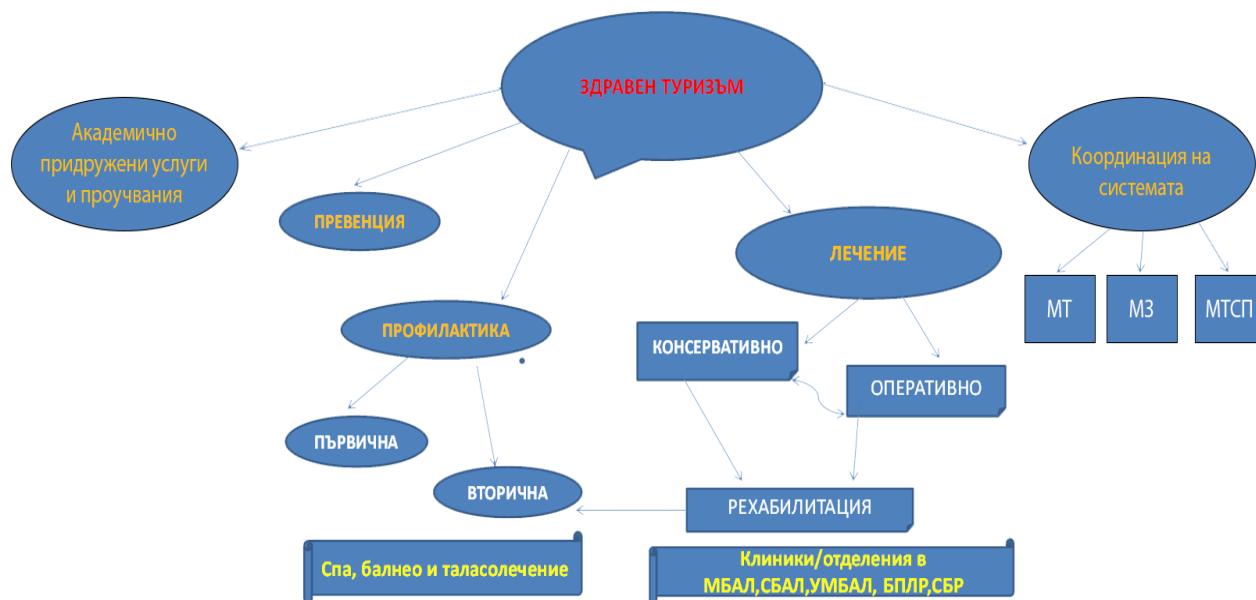 ЗДРАВЕН ТУРИЗЪМ
Академично
придружени услуги
и проучвания
Координация на
системата
ПРЕВЕНЦИЯ
ЛЕЧЕНИЕ
МТ
МЗ
МТСП
ПРОФИЛАКТИКА
КОНСЕРВАТИВНО
ОПЕРАТИВНО
ПЪРВИЧНА
ВТОРИЧНА
РЕХАБИЛИТАЦИЯ
Спа, балнео и таласолечение
Клиники/отделения в
МБАЛ,СБАЛ,УМБАЛ, БПЛР,СБР